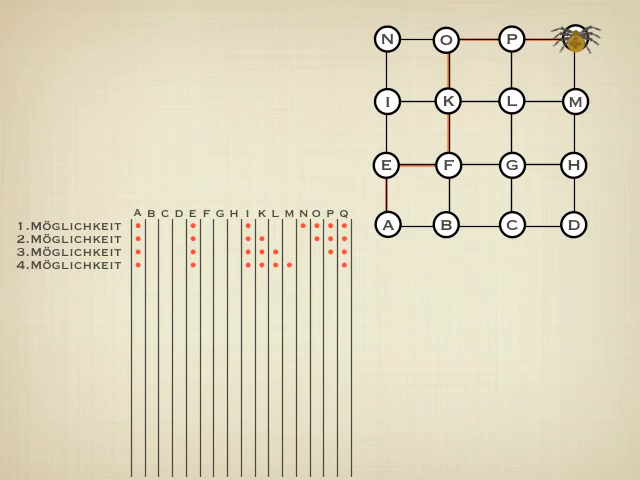 N O P
I K L M
E F G H
A B C D
A B C D E F G H I K L M N O P Q
1.MÖGLICHKEIT
2.MÖGLICHKEIT
3.MÖGLICHKEIT
4.MÖGLICHKEIT